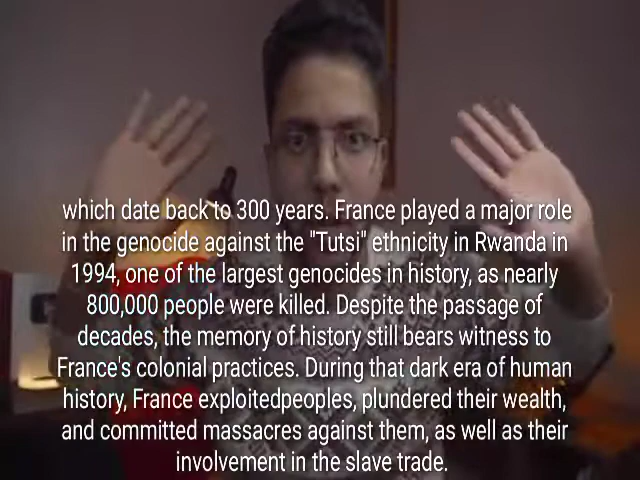 which date back to 300 years. France played a major role
in the genocide against the "Tutsi" ethnicity in Rwanda in
1994, one of the largest genocides in history, as nearly
800,000 people were killed. Despite the passage of
decades, the memory of history still bears witness to
France's colonial practices. During that dark era of human
history, France exploitedpeoples, plundered their wealth,
and committed massacres against them, as well as their
involvement in the slave trade.